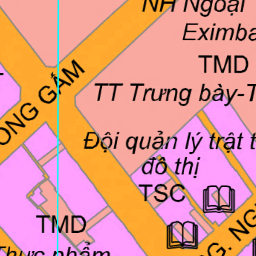 NH Ngoại
Eximba
TMD
TT Trưng bày-T
ONG GẤM
Đội quản lý trật t
đô thị
TSC
TMD
G. NG
Thực phẩm